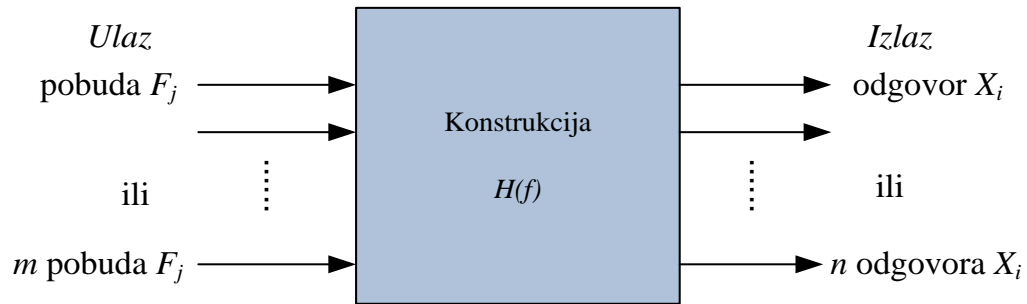 Ulaz
pobuda Fj
ili
m pobuda Fj
Konstrukcija
H(f)
Izlaz
odgovor Xi
ili
n odgovora Xi